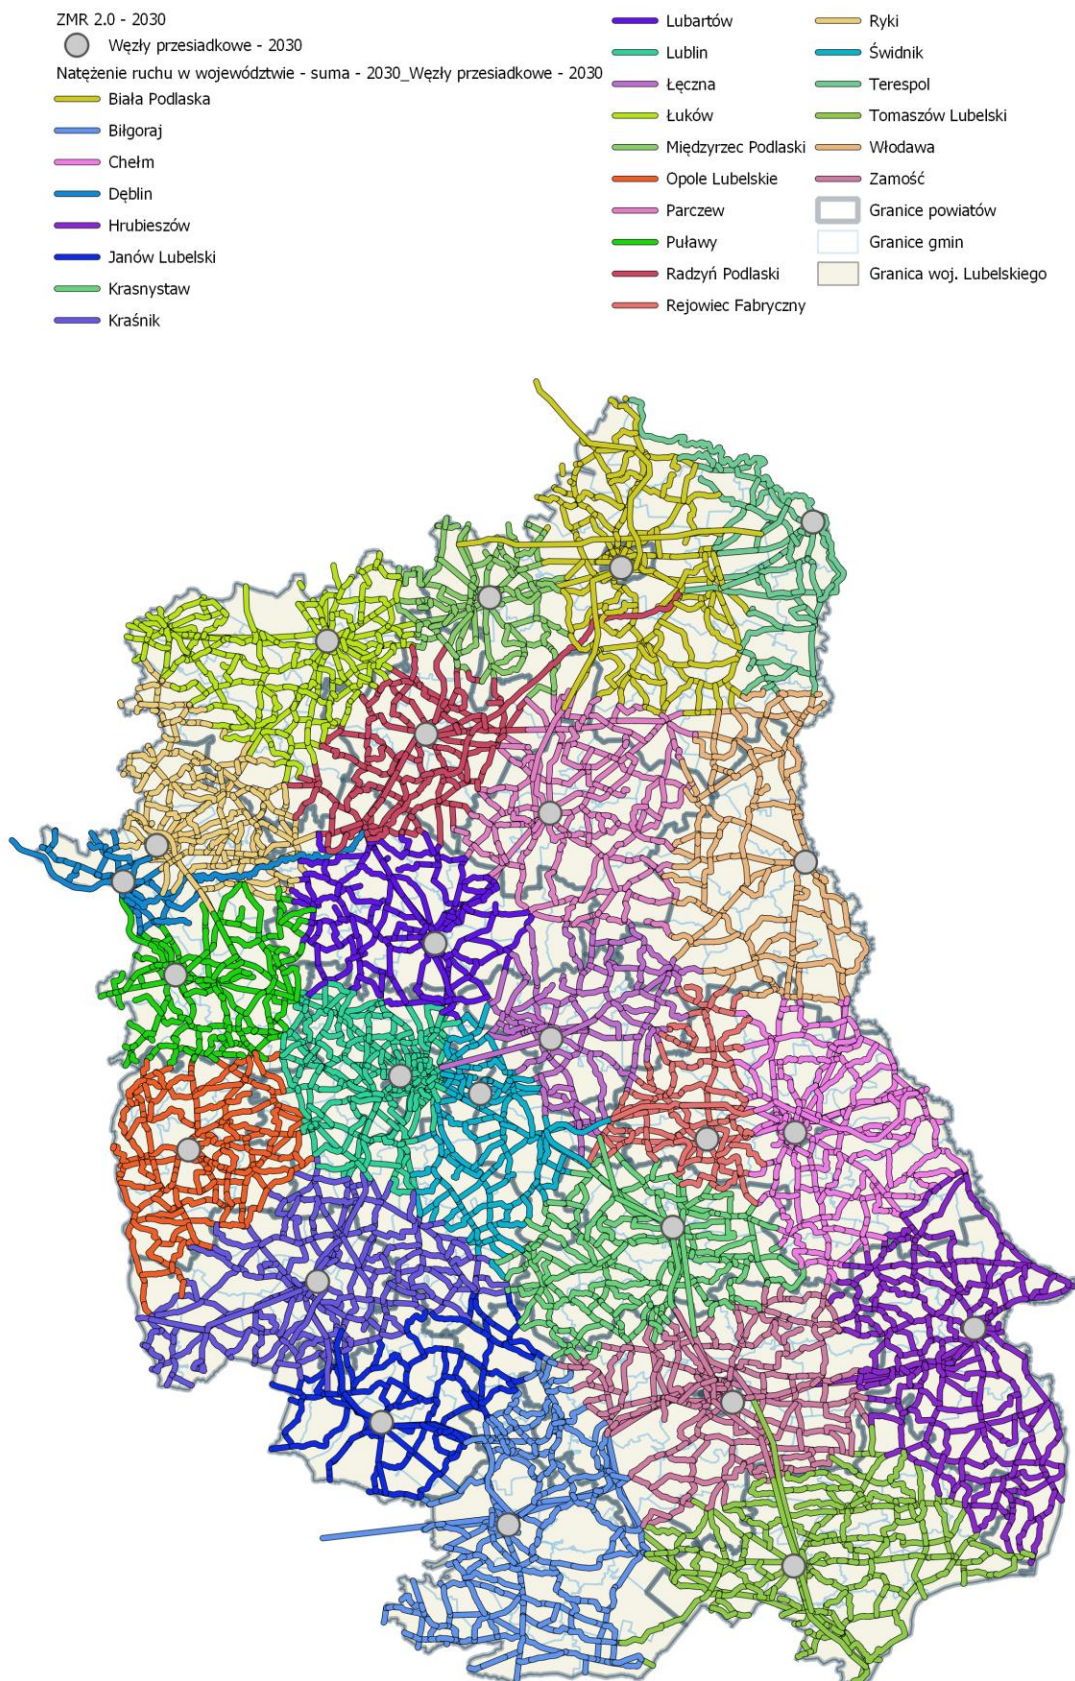 ZMR 2.0 - 2030
Węzły przesiadkowe - 2030
Natężenie ruchu w województwie - suma - 2030_Węzły przesiadkowe - 2030
Biała Podlaska
Biłgoraj
Chełm
Dęblin
Hrubieszów
Janów Lubelski
Krasnystaw
Kraśnik
Lubartów
Lublin
Łęczna
Łuków
Międzyrzec Podlaski
Opole Lubelskie
Parczew
Puławy
Radzyń Podlaski
Rejowiec Fabryczny
Ryki
Świdnik
Terespol
Tomaszów Lubelski
Włodawa
Zamość
Granice powiatów
Granice gmin
Granica woj. Lubelskiego